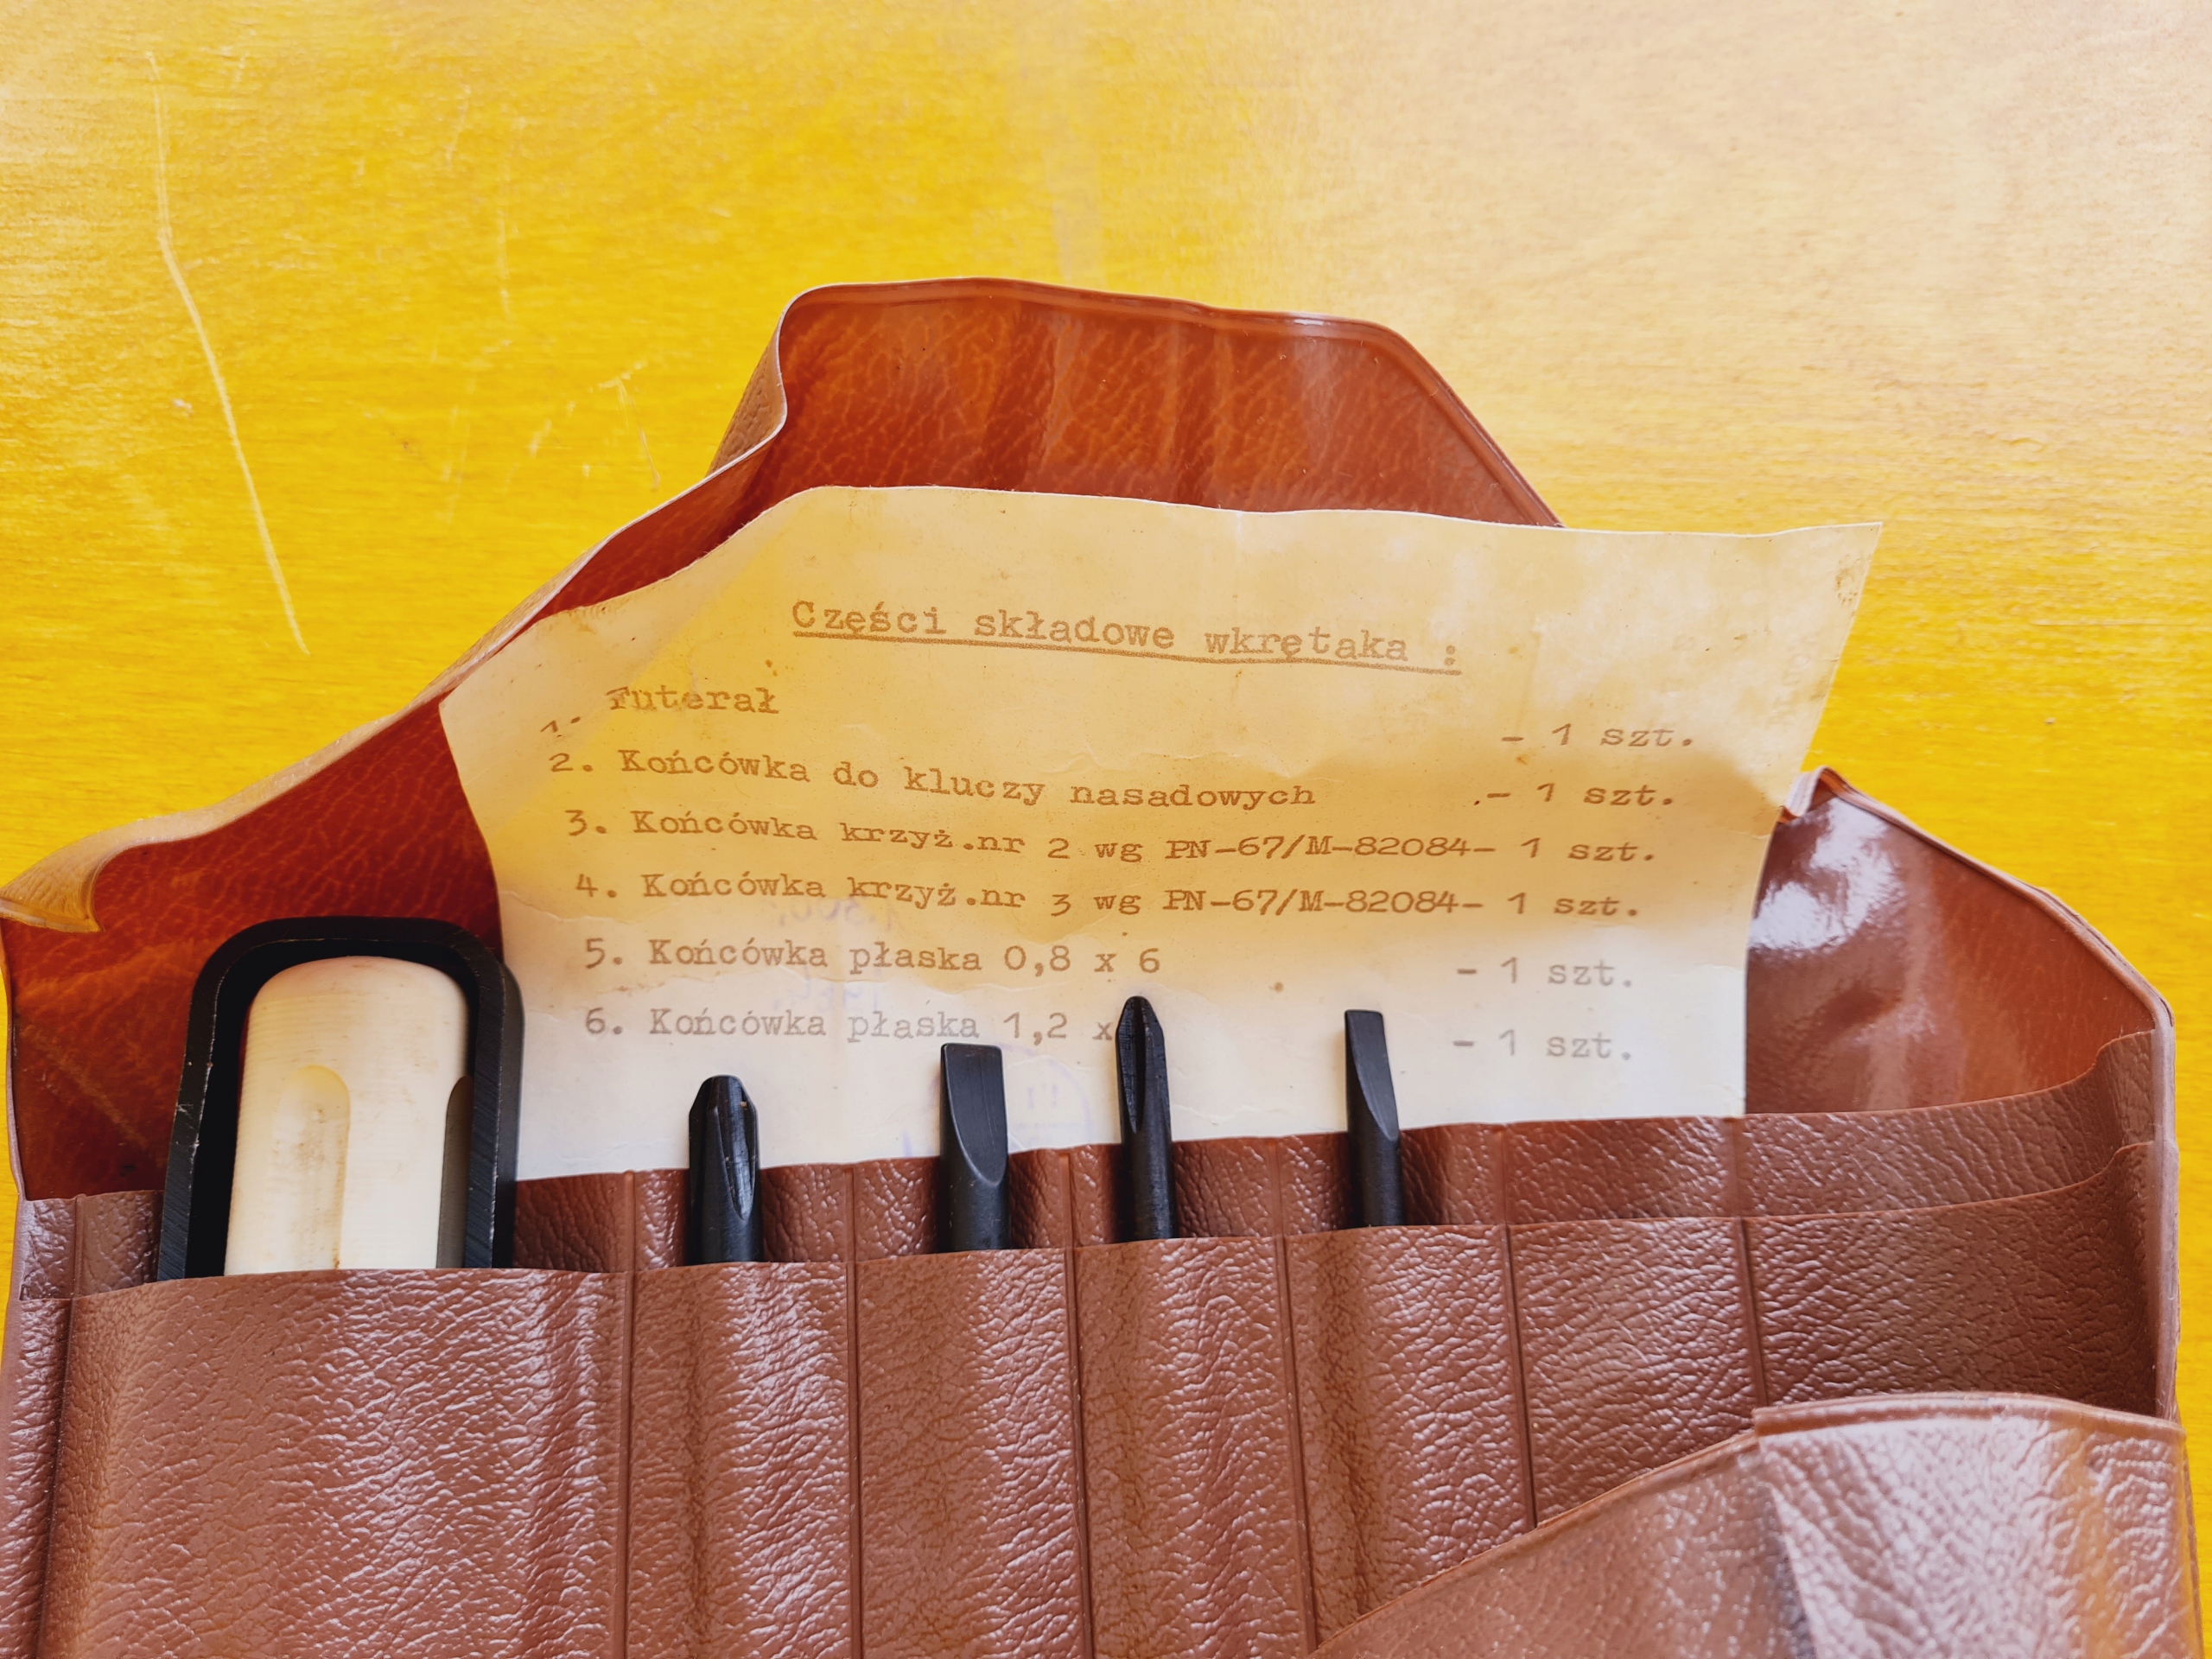 Części składowe wkrętaka :
1. Futerał - 1 szt.
2. Końcówka do kluczy nasadowych - 1 szt.
3. Końcówka krzyż.nr 2 wg PN-67/M-82084- 1 szt.
4. Końcówka krzyż.nr 3 wg PN-67/M-82084- 1 szt.
5. Końcówka płaska 0,8 x 6 - 1 szt.
6. Końcówka płaska 1,2 x - 1 szt.